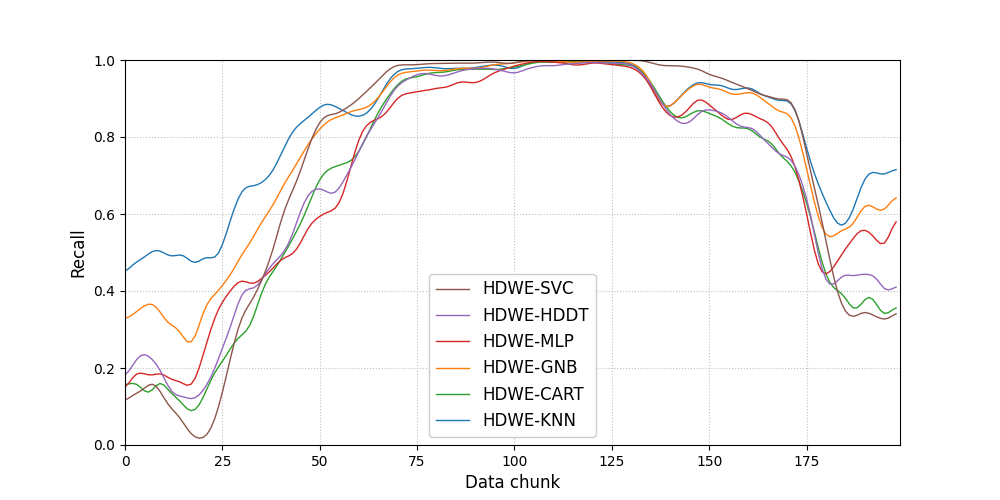 1.0
0.8
0.6
0.4
0.2
0.0
Recall
HDWE-SVC
HDWE-HDDT
HDWE-MLP
HDWE-GNB
HDWE-CART
HDWE-KNN
0 25 50 75 100 125 150 175
Data chunk